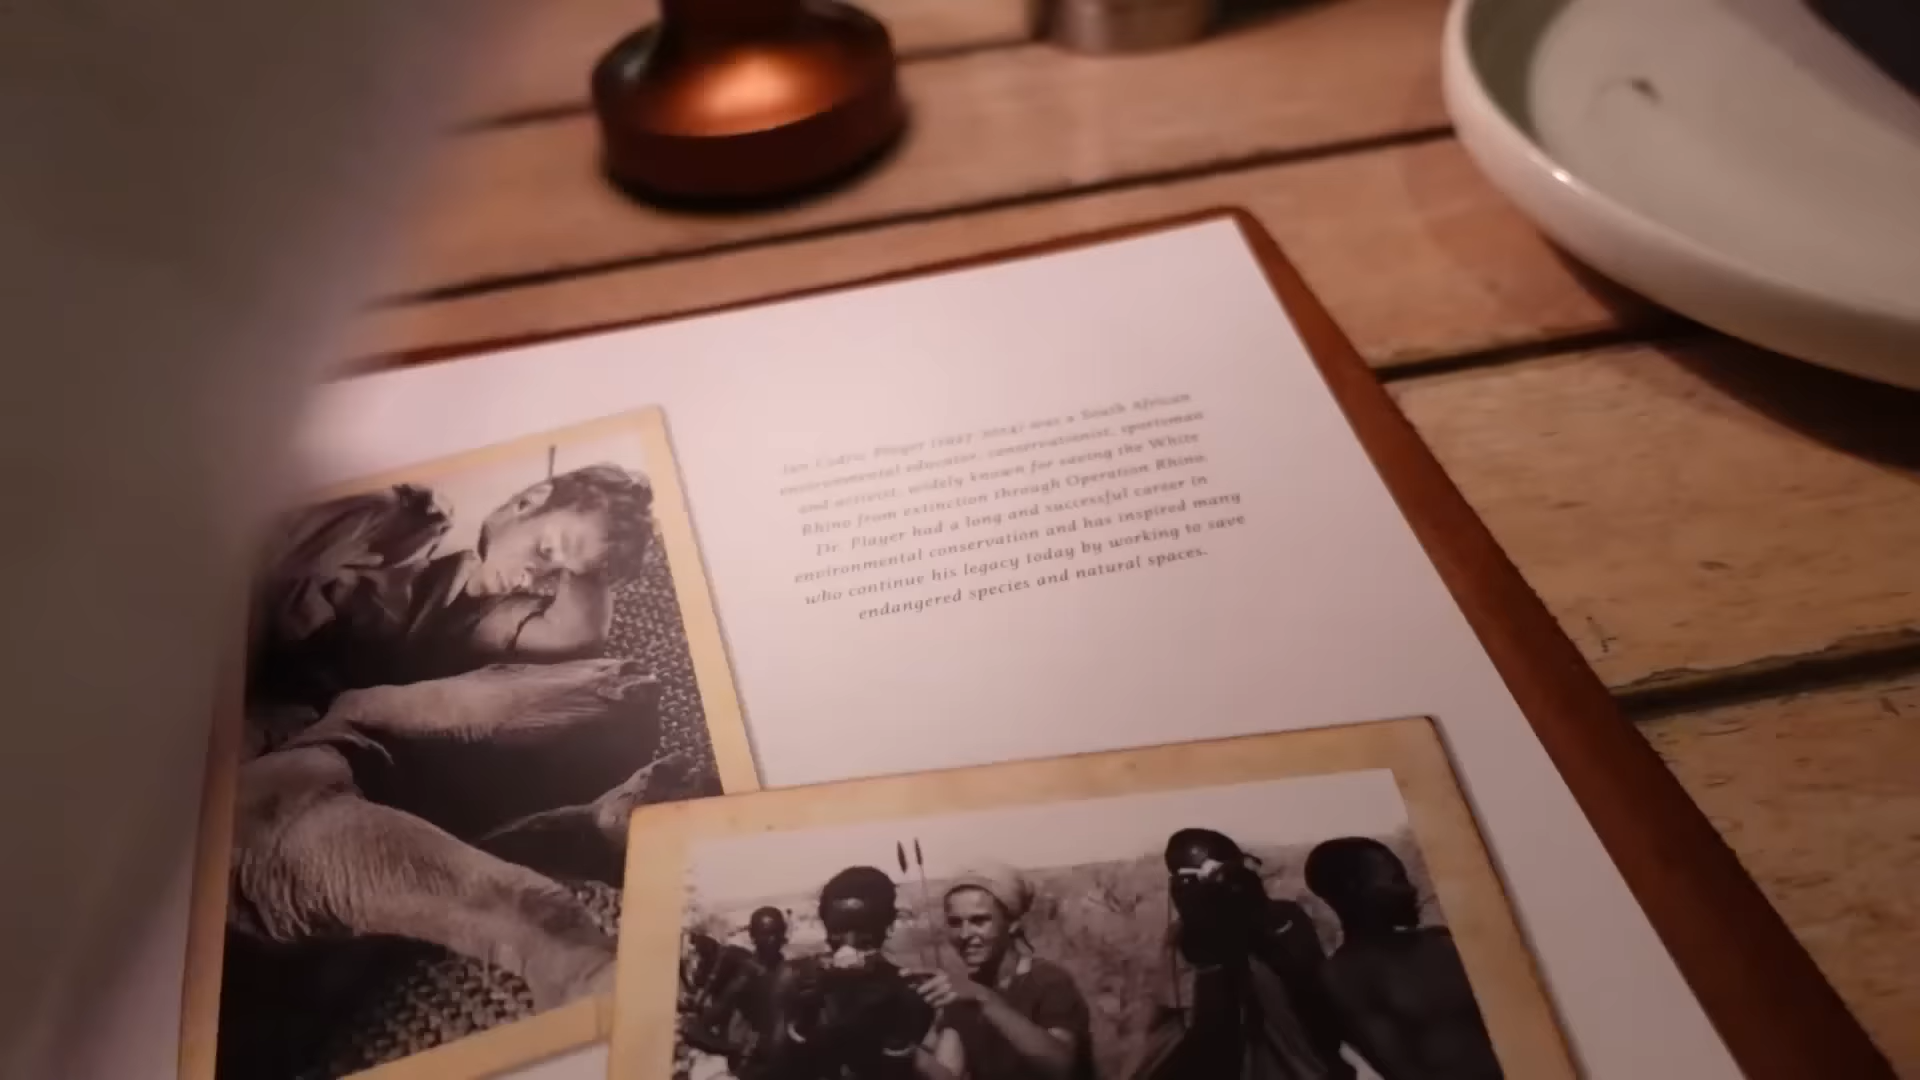 Ian Cedric Player (1927-2014) was a South African
environmental educator, conservationist, sportsman
and activist, widely known for saving the White
Rhino from extinction through Operation Rhino.
Dr. Player had a long and successful career in
environmental conservation and has inspired many
who continue his legacy today by working to save
endangered species and natural spaces.